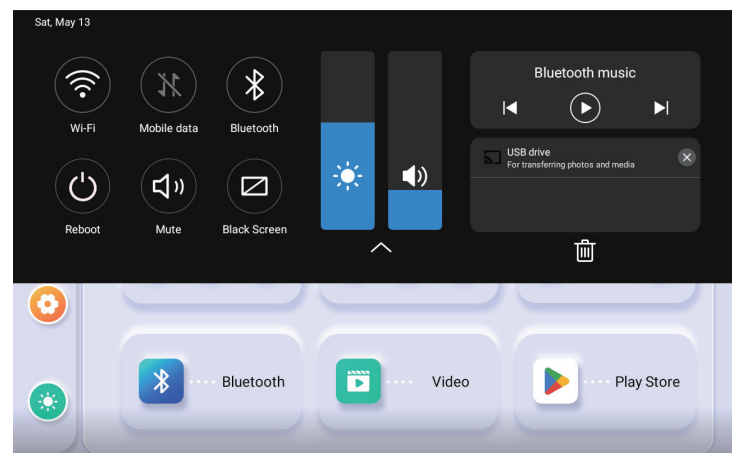 Sat, May 13
Wi-Fi
Mobile data
Bluetooth
Reboot
Mute
Black Screen
Bluetooth music
USB drive
For transferring photos and media
Bluetooth
Video
Play Store